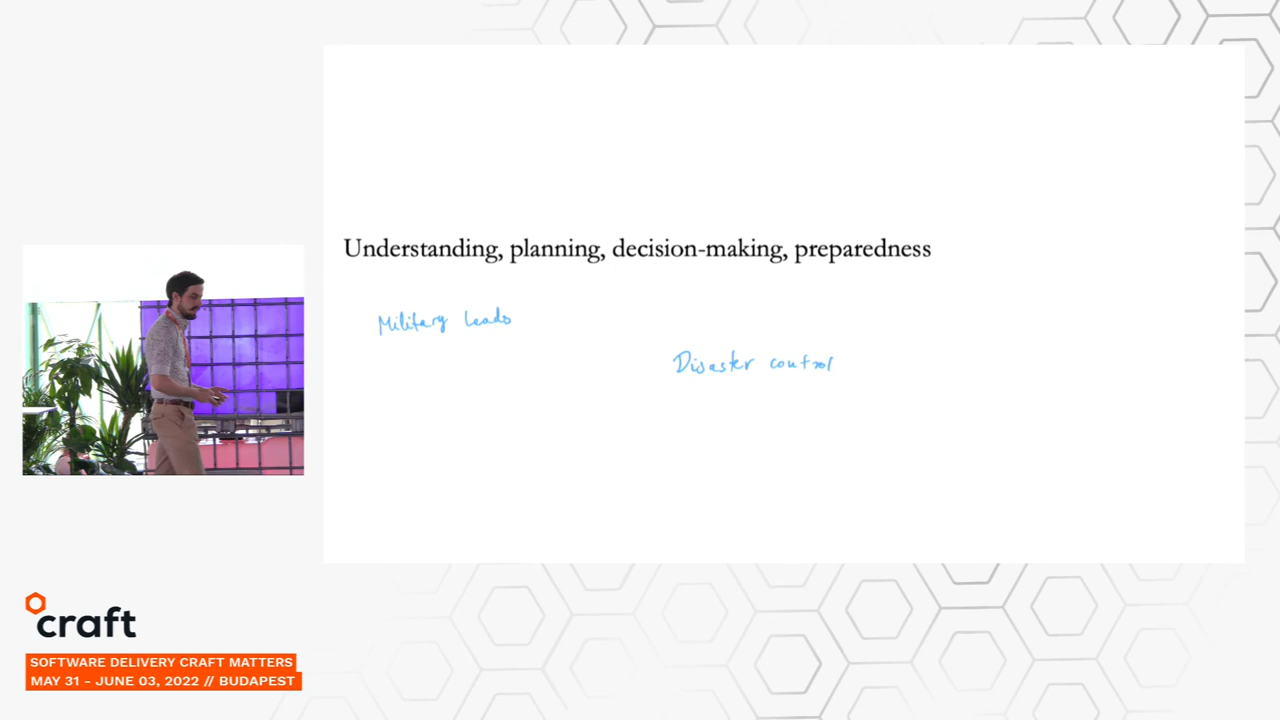 Understanding, planning, decision-making, preparedness
Military leads
Disaster control
craft
SOFTWARE DELIVERY CRAFT MATTERS
MAY 31 - JUNE 03, 2022 // BUDAPEST